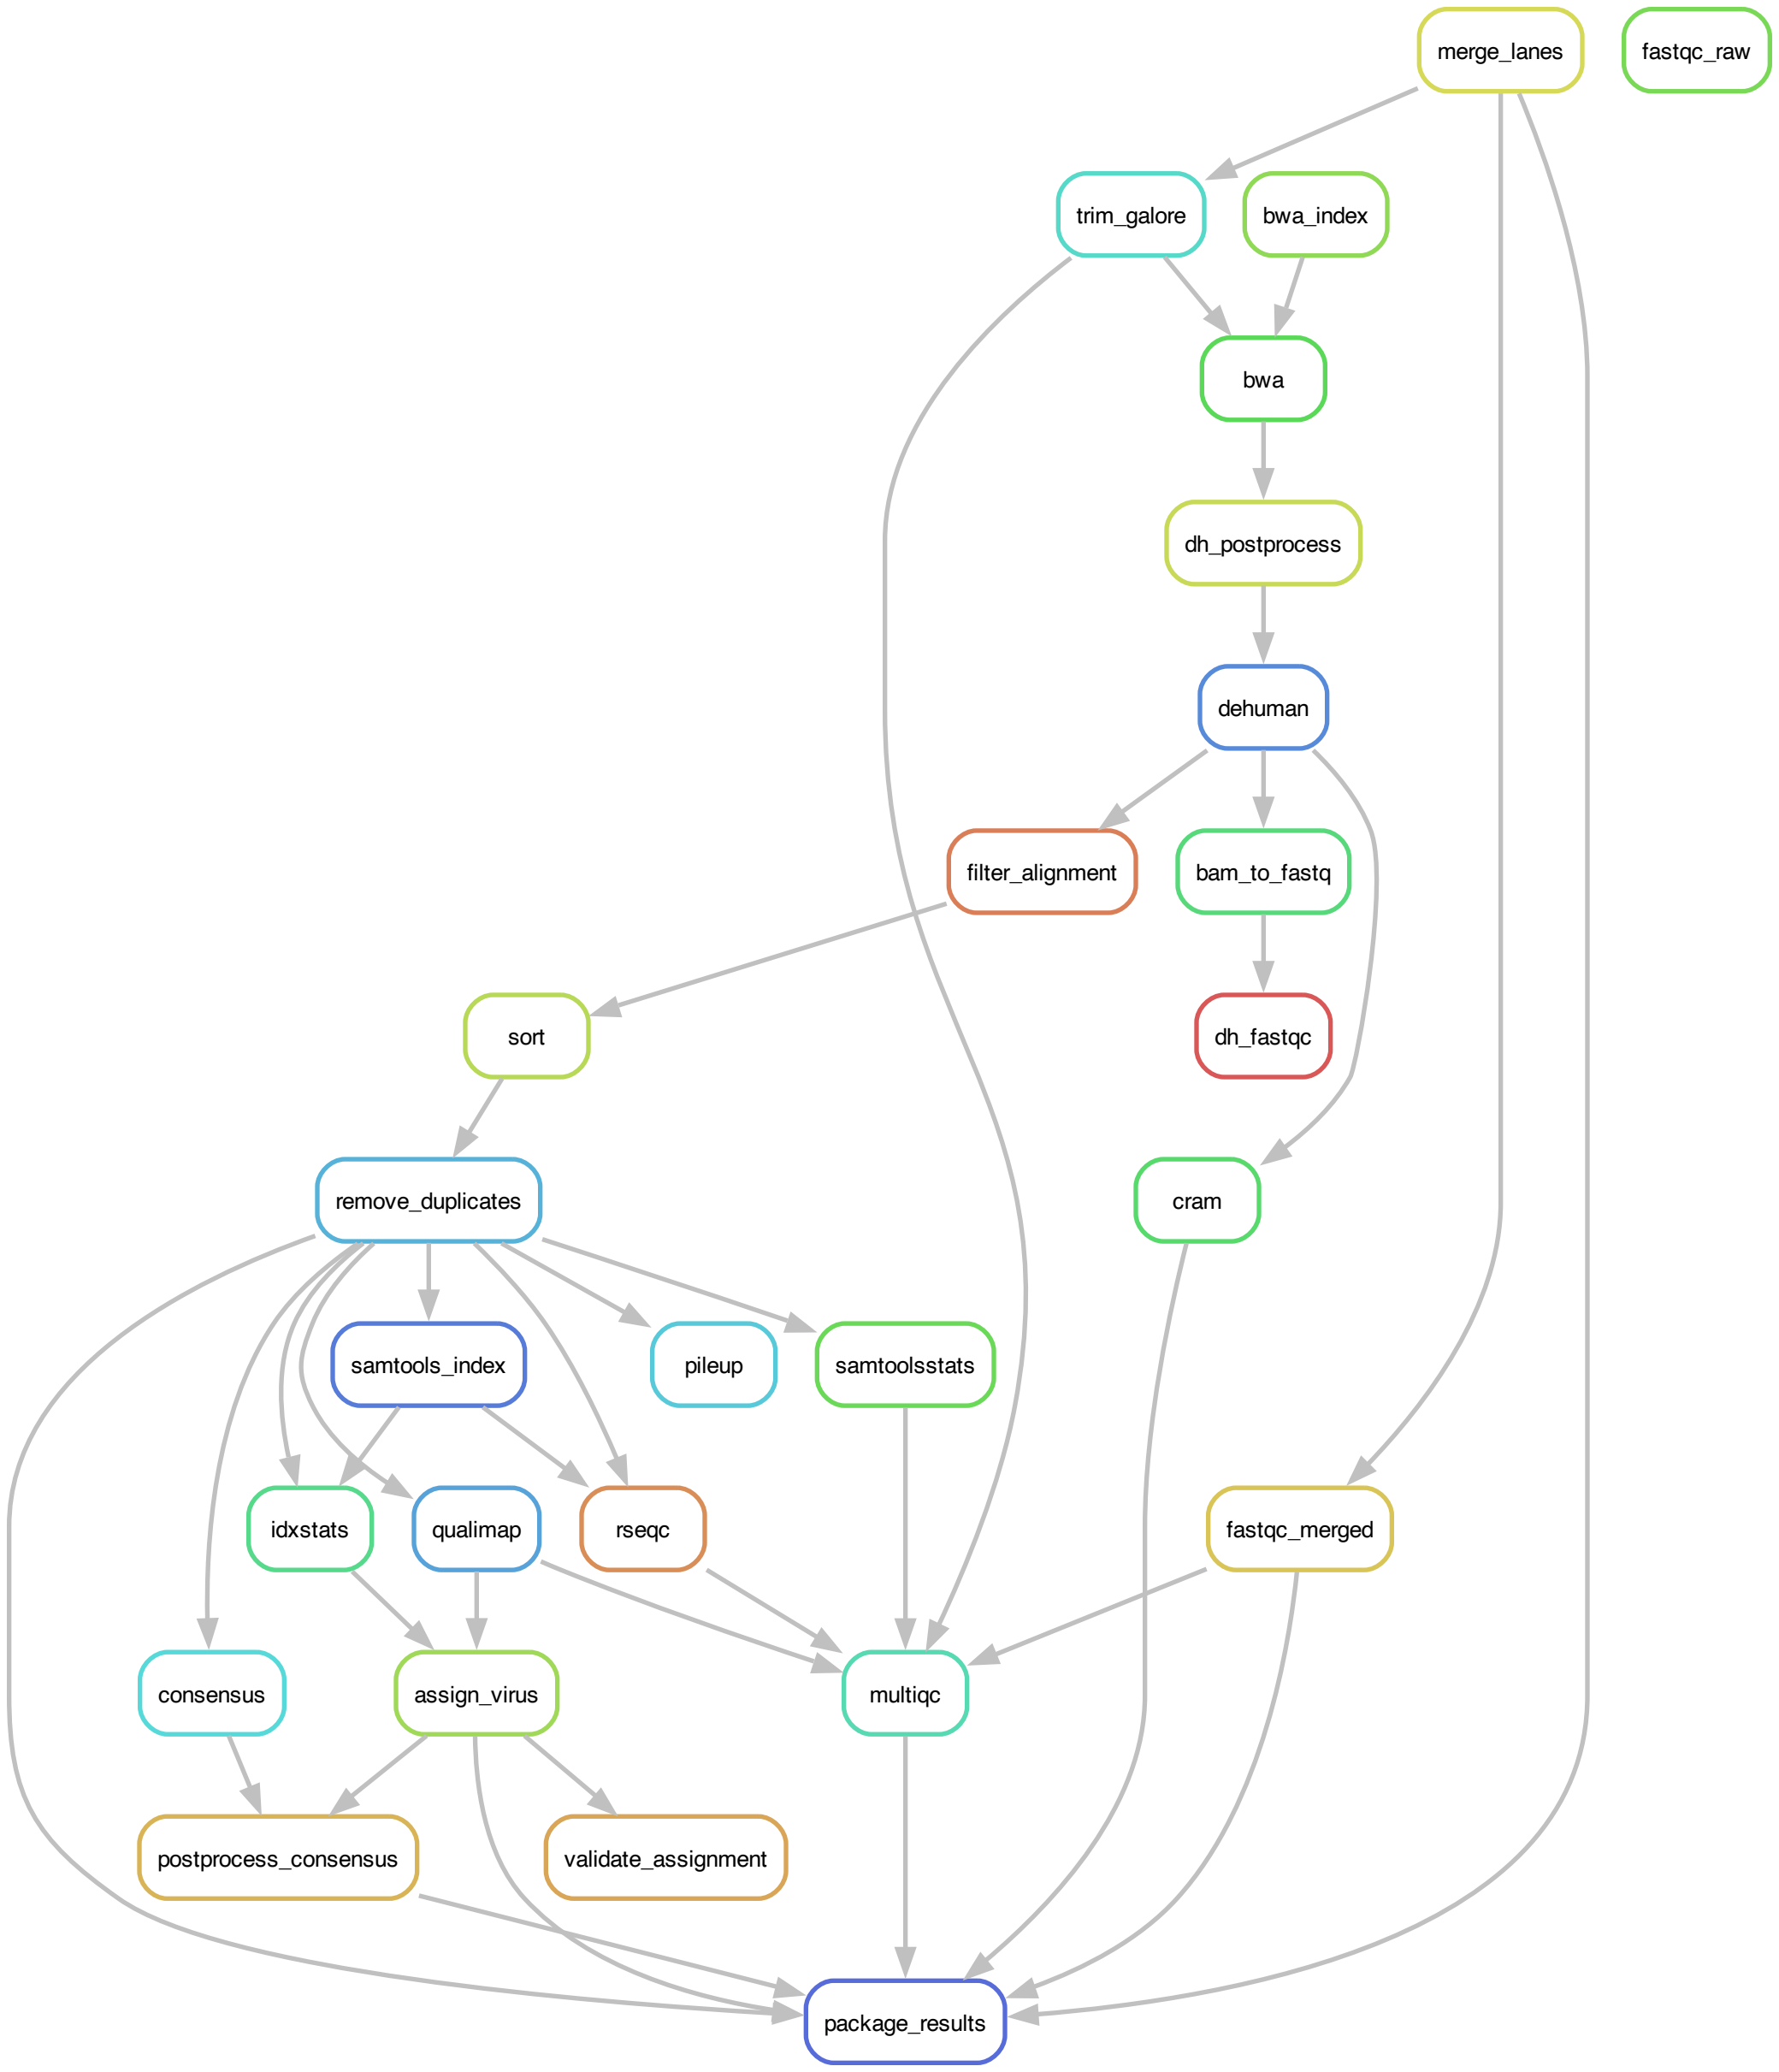 merge_lanes
fastqc_raw
trim_galore
bwa_index
bwa
dh_postprocess
dehuman
filter_alignment
bam_to_fastq
sort
dh_fastqc
remove_duplicates
cram
samtools_index
pileup
samtoolsstats
idxstats
qualimap
rseqc
fastqc_merged
consensus
assign_virus
multiqc
postprocess_consensus
validate_assignment
package_results